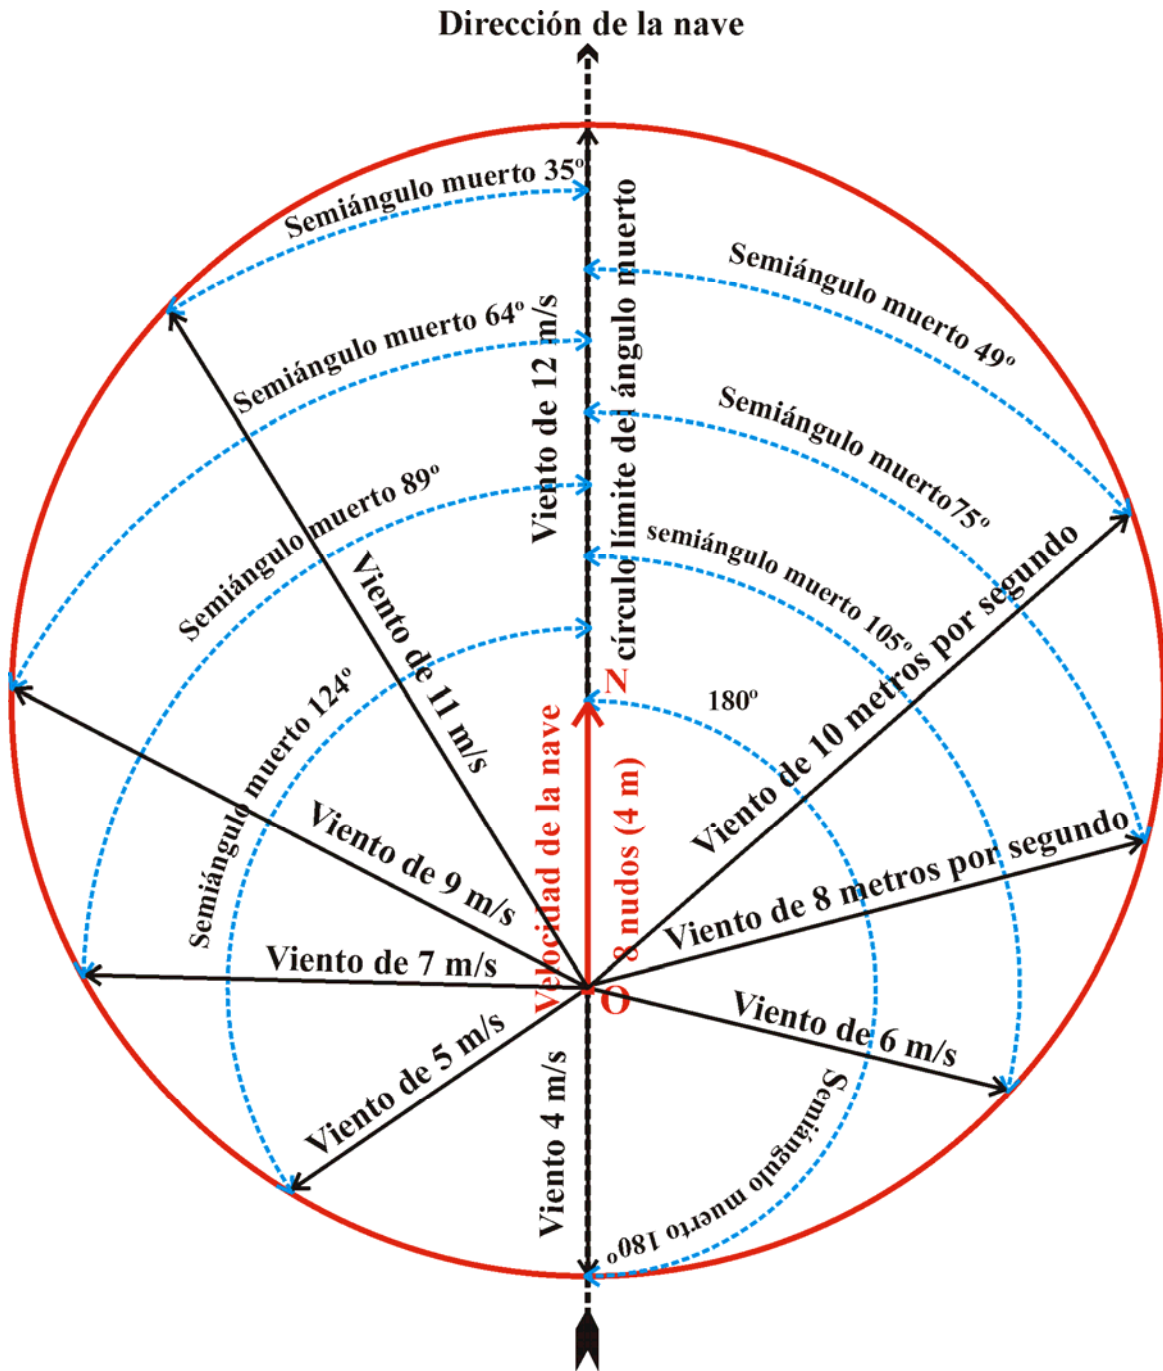 Dirección de la nave
Semiángulo muerto 35º
Semiángulo muerto 49º
Semiángulo muerto 64º
Semiángulo muerto75º
Semiángulo muerto 89º
semiángulo muerto 105º
Semiángulo muerto 124º
180º
Semiángulo muerto 180º
Viento de 12 m/s
círculo límite del ángulo muerto
Viento de 11 m/s
Viento de 10 metros por segundo
N
Velocidad de la nave
8 nudos (4 m)
Viento de 9 m/s
Viento de 8 metros por segundo
Viento de 7 m/s
O
Viento de 6 m/s
Viento de 5 m/s
Viento 4 m/s